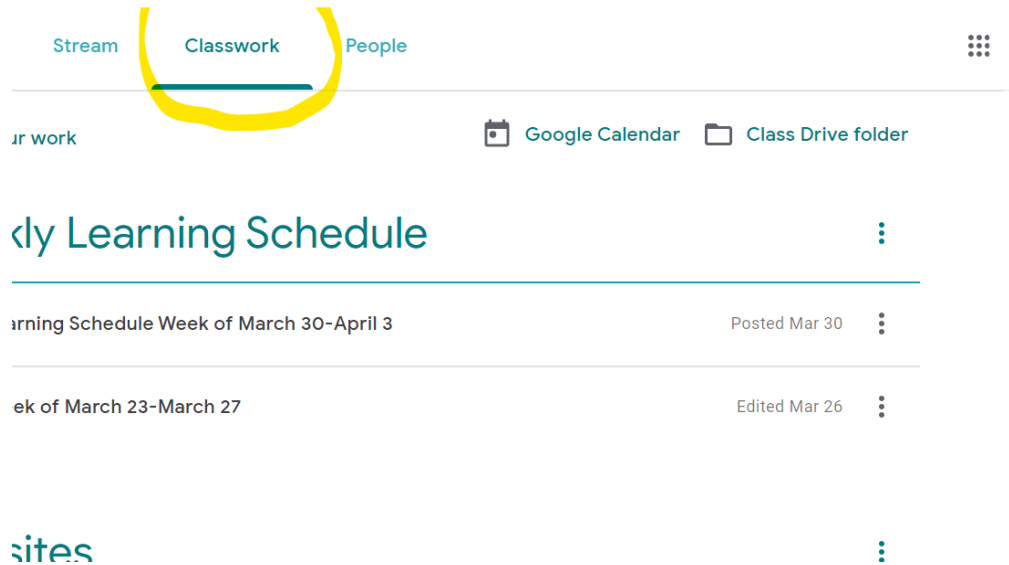 Stream Classwork People
ur work Google Calendar Class Drive folder
kly Learning Schedule
arning Schedule Week of March 30-April 3 Posted Mar 30
ek of March 23-March 27 Edited Mar 26
sites